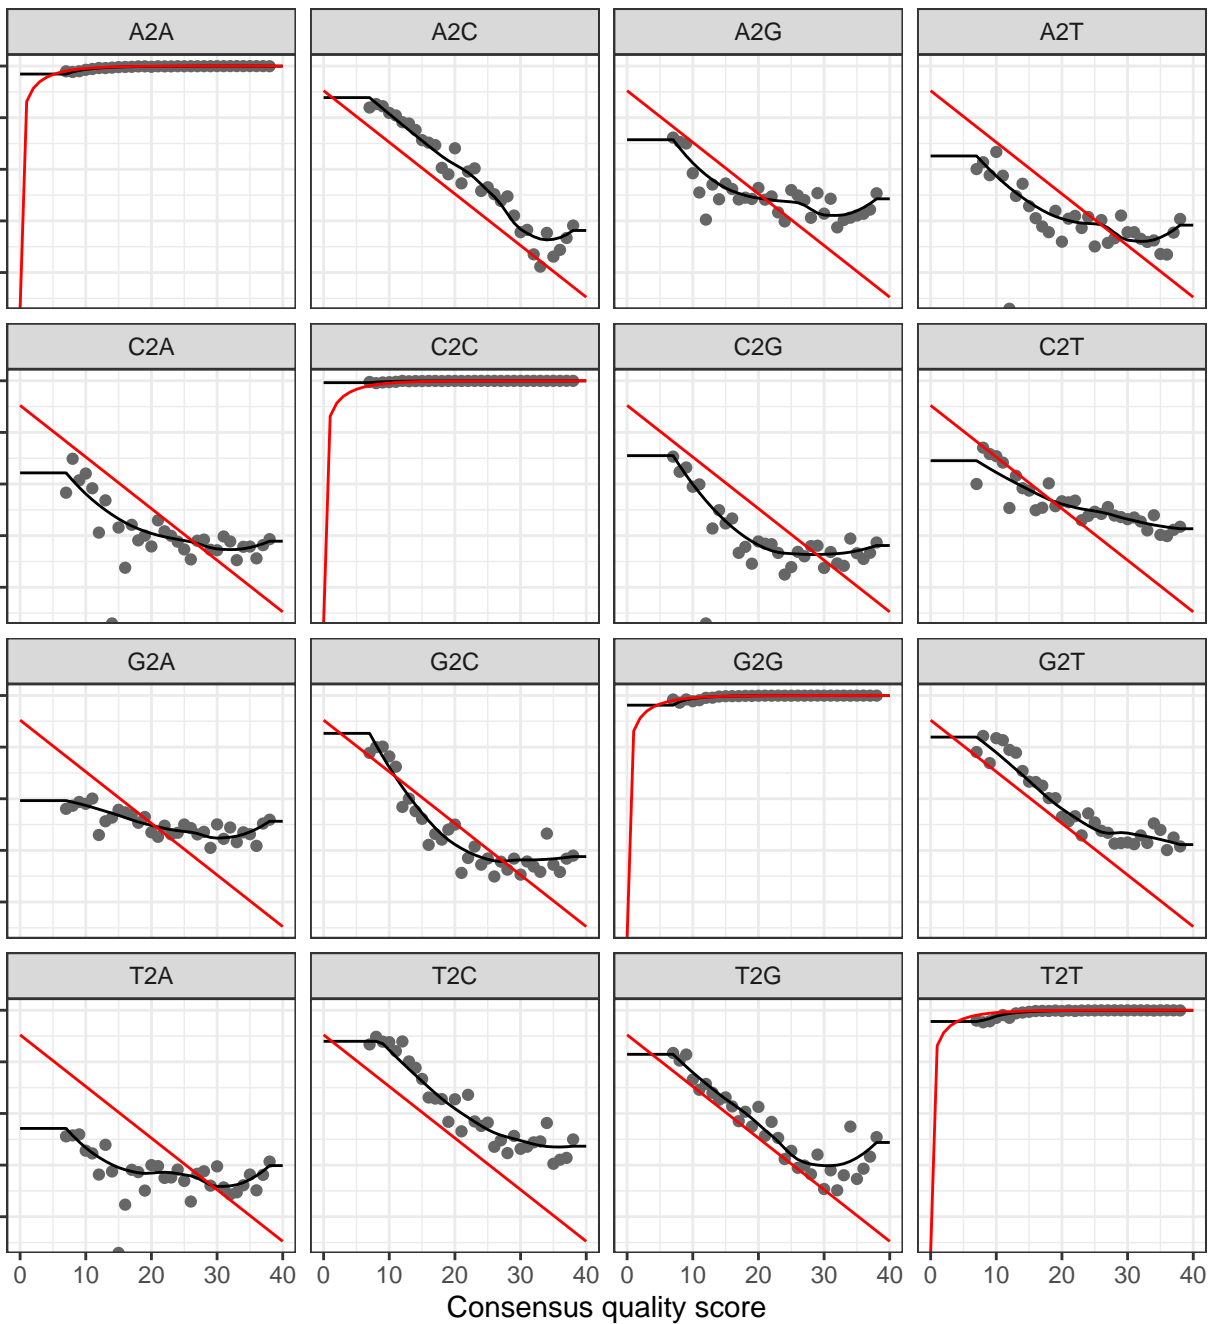 A2A A2C A2G A2T
C2A C2C C2G C2T
G2A G2C G2G G2T
T2A T2C T2G T2T
0 10 20 30 40 0 10 20 30 40 0 10 20 30 40 0 10 20 30 40
Consensus quality score